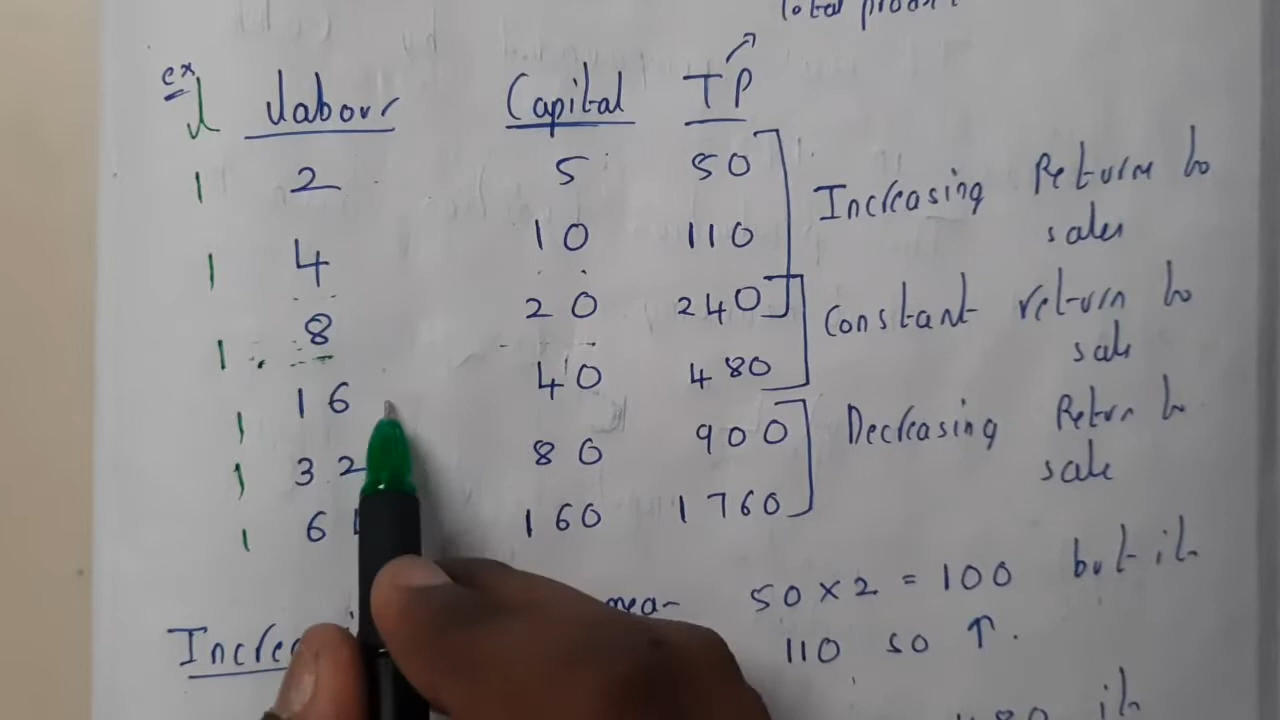 ex L Labour Capital TP
1 2 5 50
1 4 10 110 Increasing Return to
sales
1 8 20 240 Constant return to
sale
1 16 40 480
1 32 80 900 Decreasing Return to
sale
1 6 160 1760
50 x 2 = 100 but it
110 so ↑.